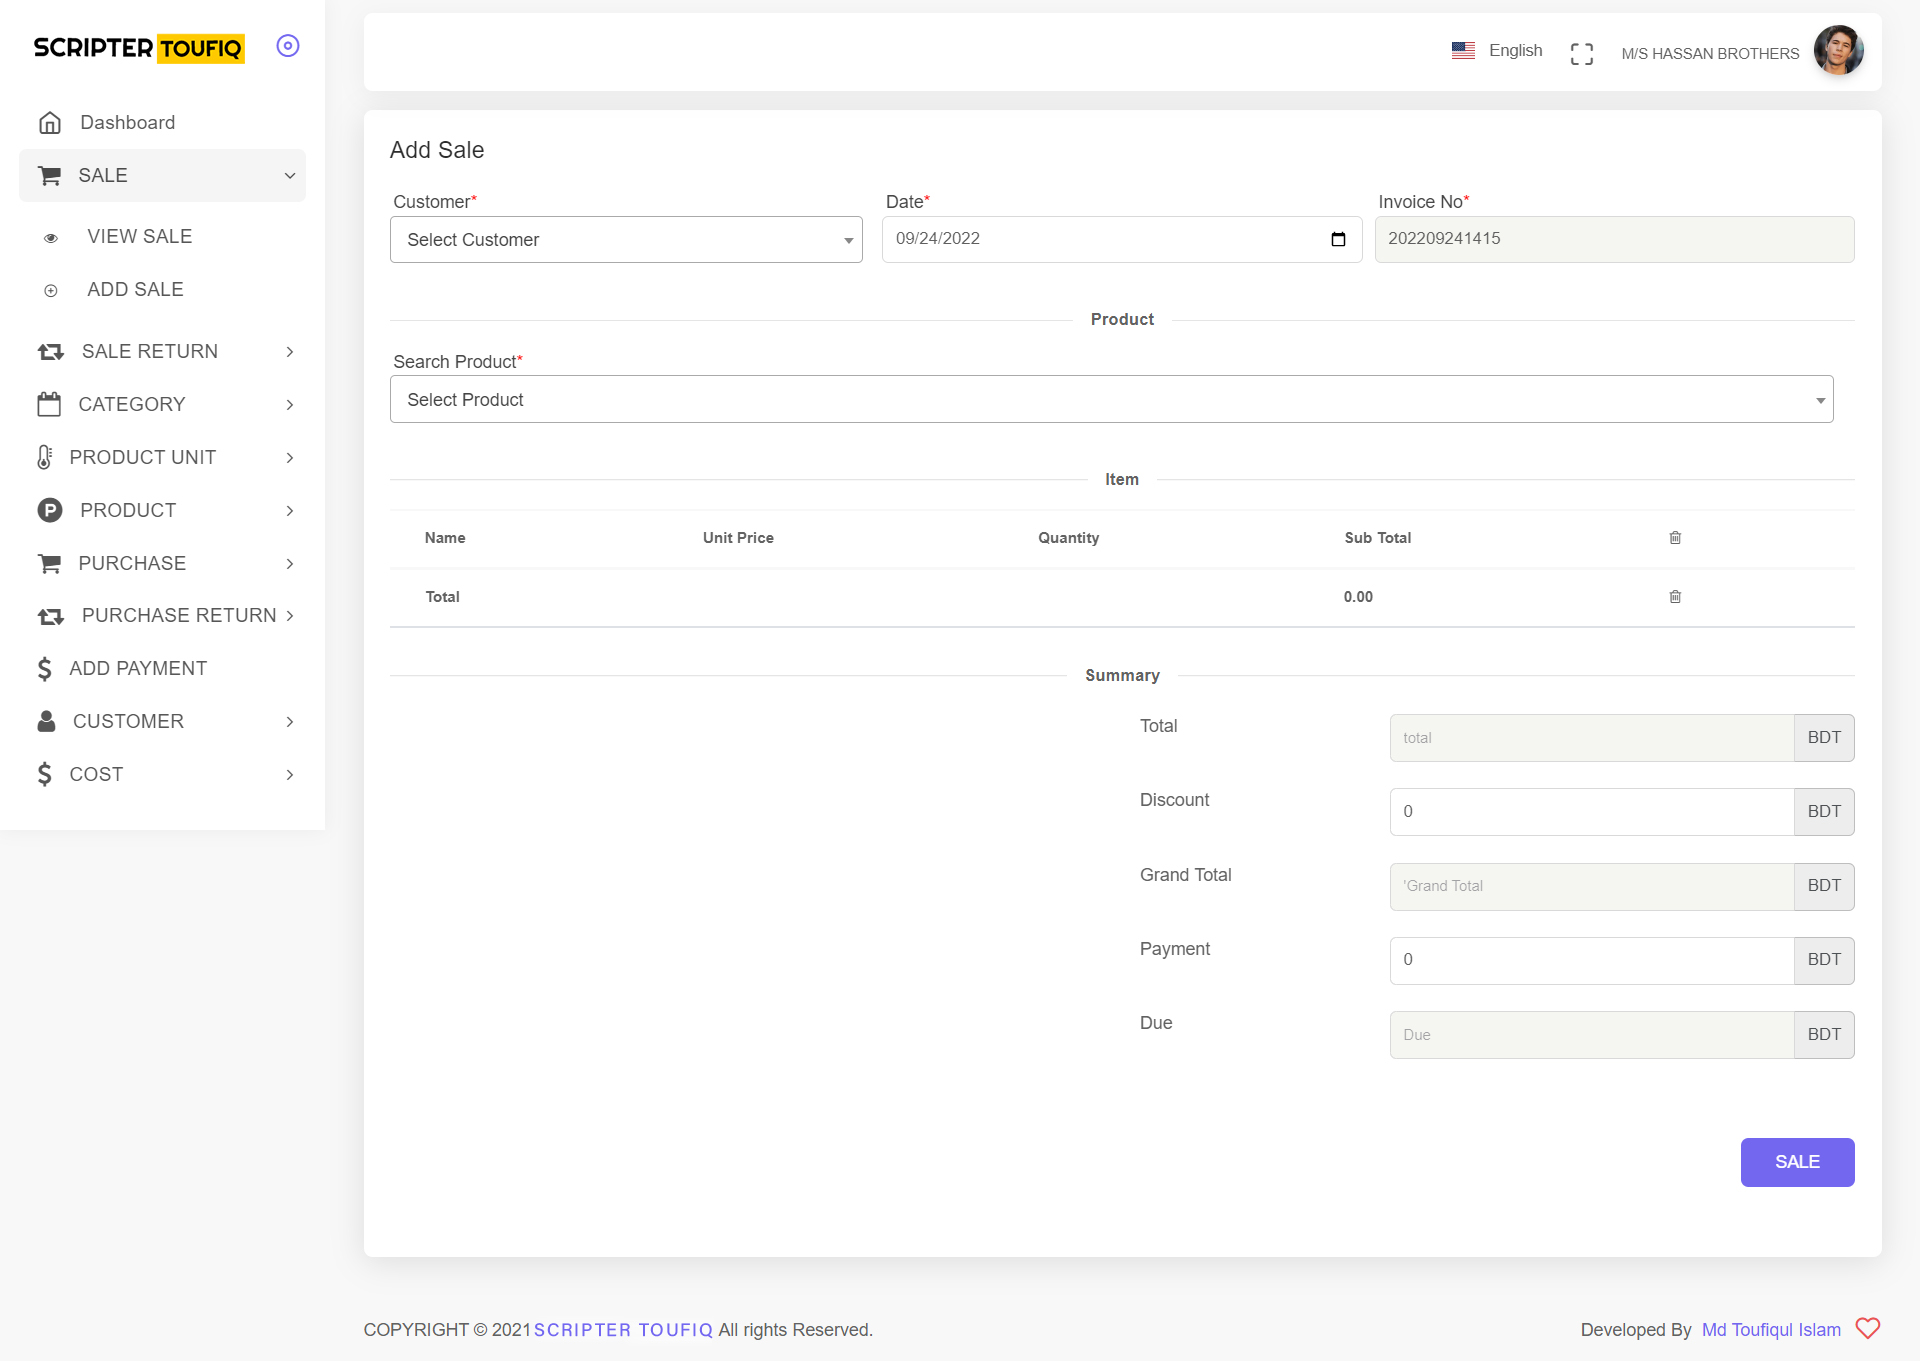 SCRIPTER TOUFIQ
English
M/S HASSAN BROTHERS
Dashboard
SALE
VIEW SALE
ADD SALE
SALE RETURN
CATEGORY
PRODUCT UNIT
PRODUCT
PURCHASE
PURCHASE RETURN
ADD PAYMENT
CUSTOMER
COST
Add Sale
Customer* Date* Invoice No*
Select Customer 09/24/2022 202209241415
Product
Search Product*
Select Product
Item
Name Unit Price Quantity Sub Total
Total 0.00
Summary
Total total BDT
Discount 0 BDT
Grand Total 'Grand Total BDT
Payment 0 BDT
Due Due BDT
SALE
COPYRIGHT © 2021 SCRIPTER TOUFIQ All rights Reserved.
Developed By Md Toufiqul Islam